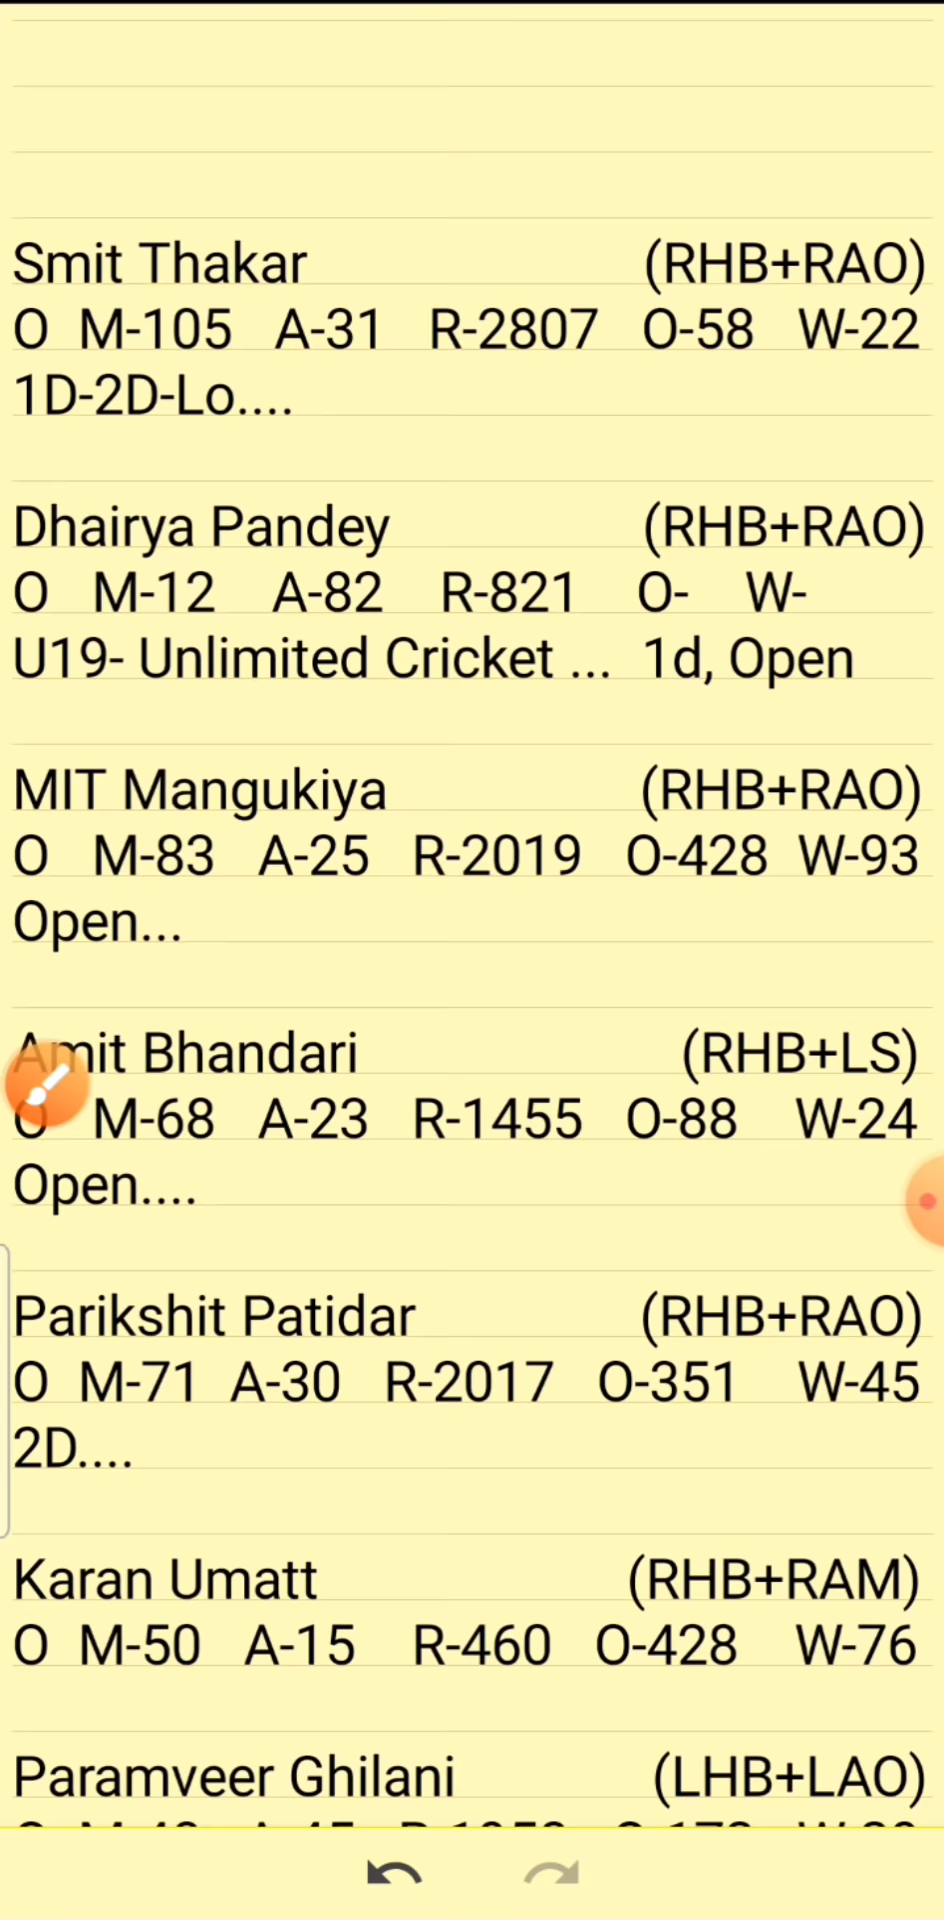 Smit Thakar (RHB+RAO)
O M-105 A-31 R-2807 O-58 W-22
1D-2D-Lo....
Dhairya Pandey (RHB+RAO)
O M-12 A-82 R-821 O- W-
U19- Unlimited Cricket ... 1d, Open
MIT Mangukiya (RHB+RAO)
O M-83 A-25 R-2019 O-428 W-93
Open...
Amit Bhandari (RHB+LS)
O M-68 A-23 R-1455 O-88 W-24
Open....
Parikshit Patidar (RHB+RAO)
O M-71 A-30 R-2017 O-351 W-45
2D....
Karan Umatt (RHB+RAM)
O M-50 A-15 R-460 O-428 W-76
Paramveer Ghilani (LHB+LAO)